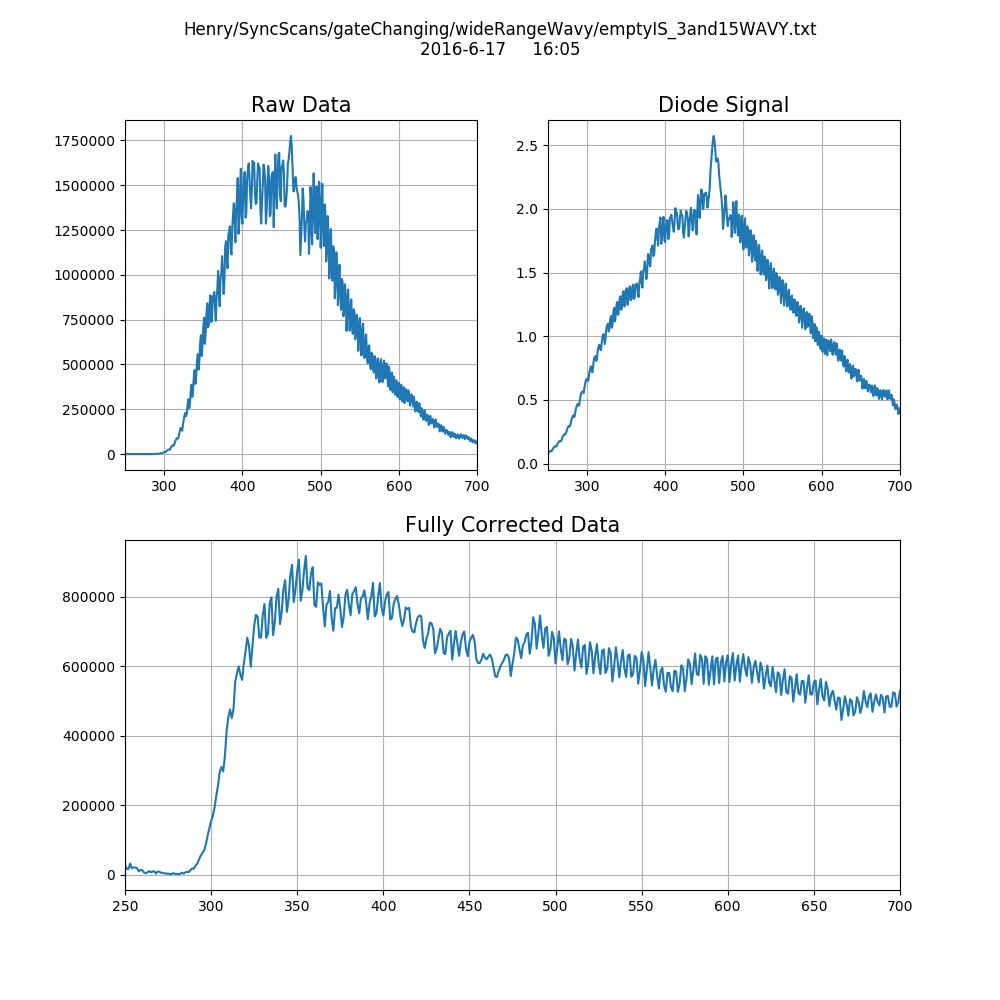 Henry/SyncScans/gateChanging/wideRangeWavy/emptyIS_3and15WAVY.txt
2016-6-17 16:05
Raw Data
1750000
1500000
1250000
1000000
750000
500000
250000
0
300 400 500 600 700
Diode Signal
2.5
2.0
1.5
1.0
0.5
0.0
300 400 500 600 700
Fully Corrected Data
800000
600000
400000
200000
0
250 300 350 400 450 500 550 600 650 700